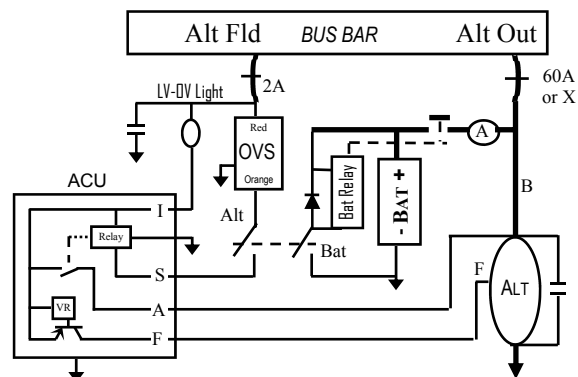 Alt Fld BUS BAR Alt Out
2A
60A
or X
LV-OV Light
Red
OVS
Orange
A
Bat Relay
- BAT +
B
ACU
I
Alt
Relay
Bat
S
F
ALT
A
VR
F